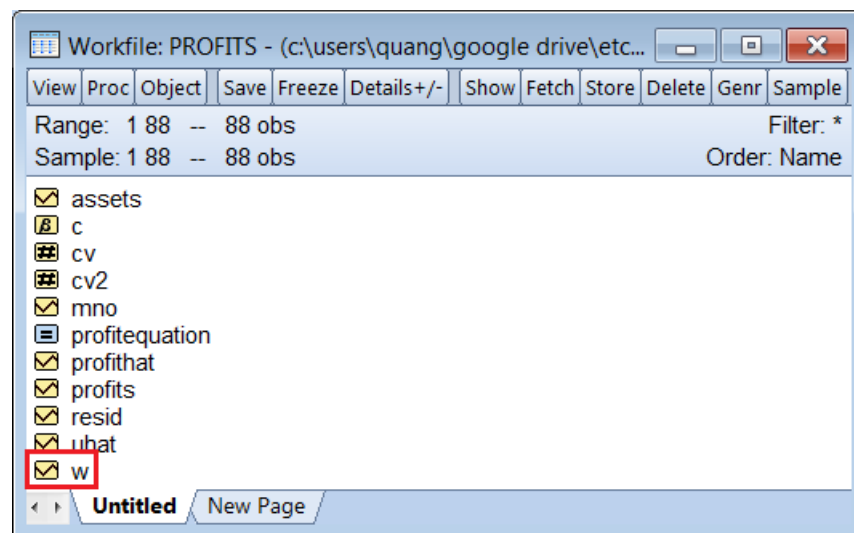 Workfile: PROFITS - (c:\users\quang\google drive\etc...
View Proc Object Save Freeze Details+/- Show Fetch Store Delete Genr Sample
Range: 1 88 -- 88 obs Filter: *
Sample: 1 88 -- 88 obs Order: Name
assets
β c
cv
cv2
mno
profitequation
profithat
profits
resid
uhat
w
Untitled New Page